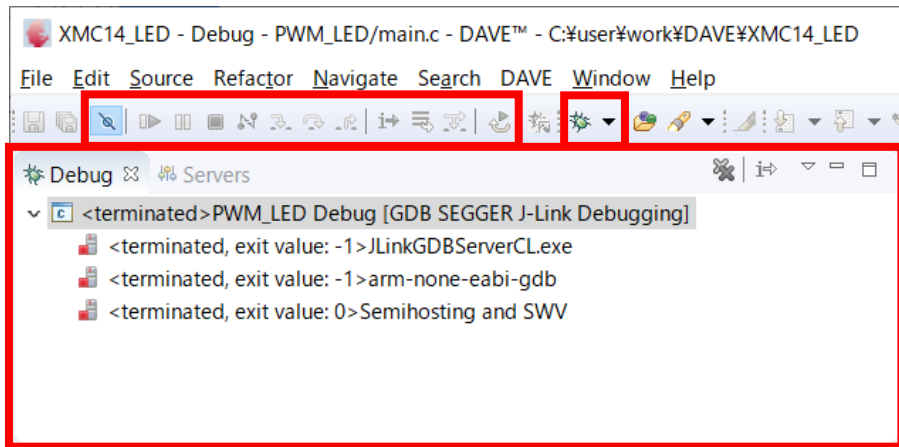 XMC14_LED - Debug - PWM_LED/main.c - DAVE™ - C:¥user¥work¥DAVE¥XMC14_LED
File Edit Source Refactor Navigate Search DAVE Window Help
Debug Servers
<terminated>PWM_LED Debug [GDB SEGGER J-Link Debugging]
<terminated, exit value: -1>JLinkGDBServerCL.exe
<terminated, exit value: -1>arm-none-eabi-gdb
<terminated, exit value: 0>Semihosting and SWV